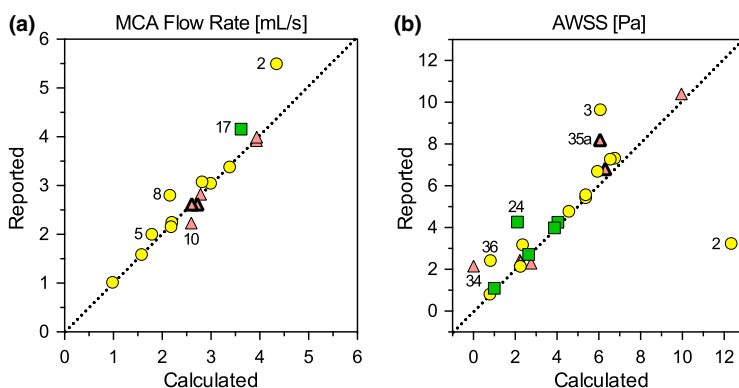 (a) MCA Flow Rate [mL/s]
6
5
4
3
2
1
0
Reported
2
17
8
5
10
0 1 2 3 4 5 6
Calculated
(b) AWSS [Pa]
12
10
8
6
4
2
0
Reported
3
35a
24
36
34
2
0 2 4 6 8 10 12
Calculated